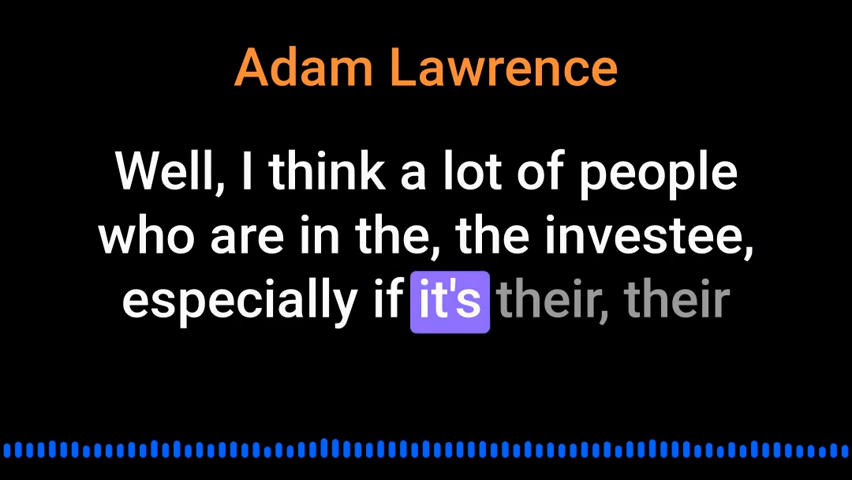 Adam Lawrence
Well, I think a lot of people
who are in the, the investee,
especially if it's their, their